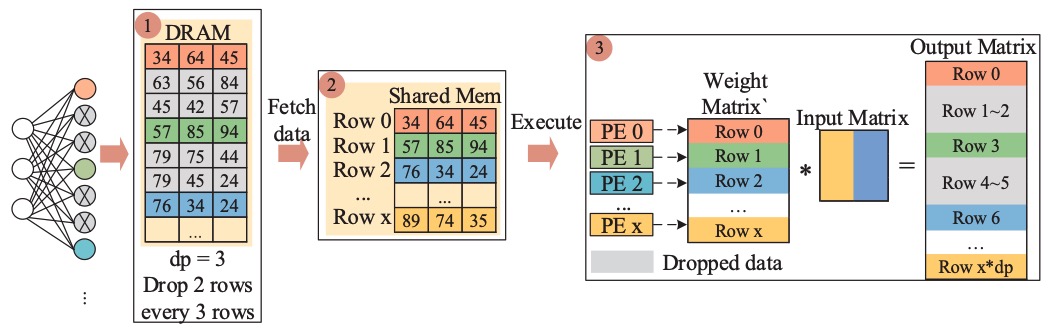 1
DRAM
34 64 45
63 56 84
45 42 57
57 85 94
79 75 44
79 45 24
76 34 24
...
dp = 3
Drop 2 rows
every 3 rows
...
Fetch
data
2
Shared Mem
Row 0 34 64 45
Row 1 57 85 94
Row 2 76 34 24
... ...
Row x 89 74 35
Execute
3
PE 0
PE 1
PE 2
...
PE x
Weight
Matrix`
Row 0
Row 1
Row 2
...
Row x
*
Input Matrix
=
Output Matrix
Row 0
Row 1~2
Row 3
Row 4~5
Row 6
...
Row x*dp
Dropped data